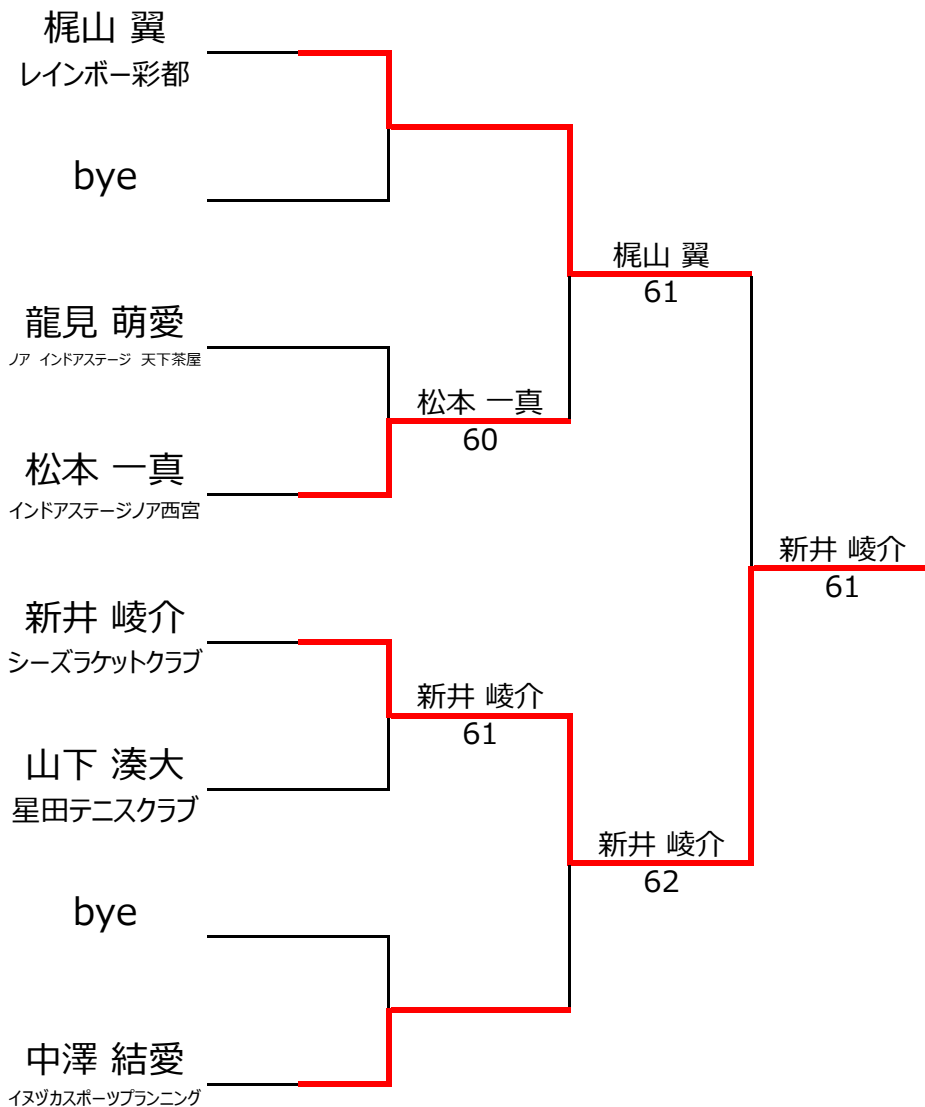 梶山 翼
レインボー彩都
bye
龍見 萌愛
ノア インドアステージ 天下茶屋
松本 一真
インドアステージノア西宮
新井 崚介
シーズラケットクラブ
山下 湊大
星田テニスクラブ
bye
中澤 結愛
イヌヅカスポーツプランニング
松本 一真
60
新井 崚介
61
梶山 翼
61
新井 崚介
62
新井 崚介
61